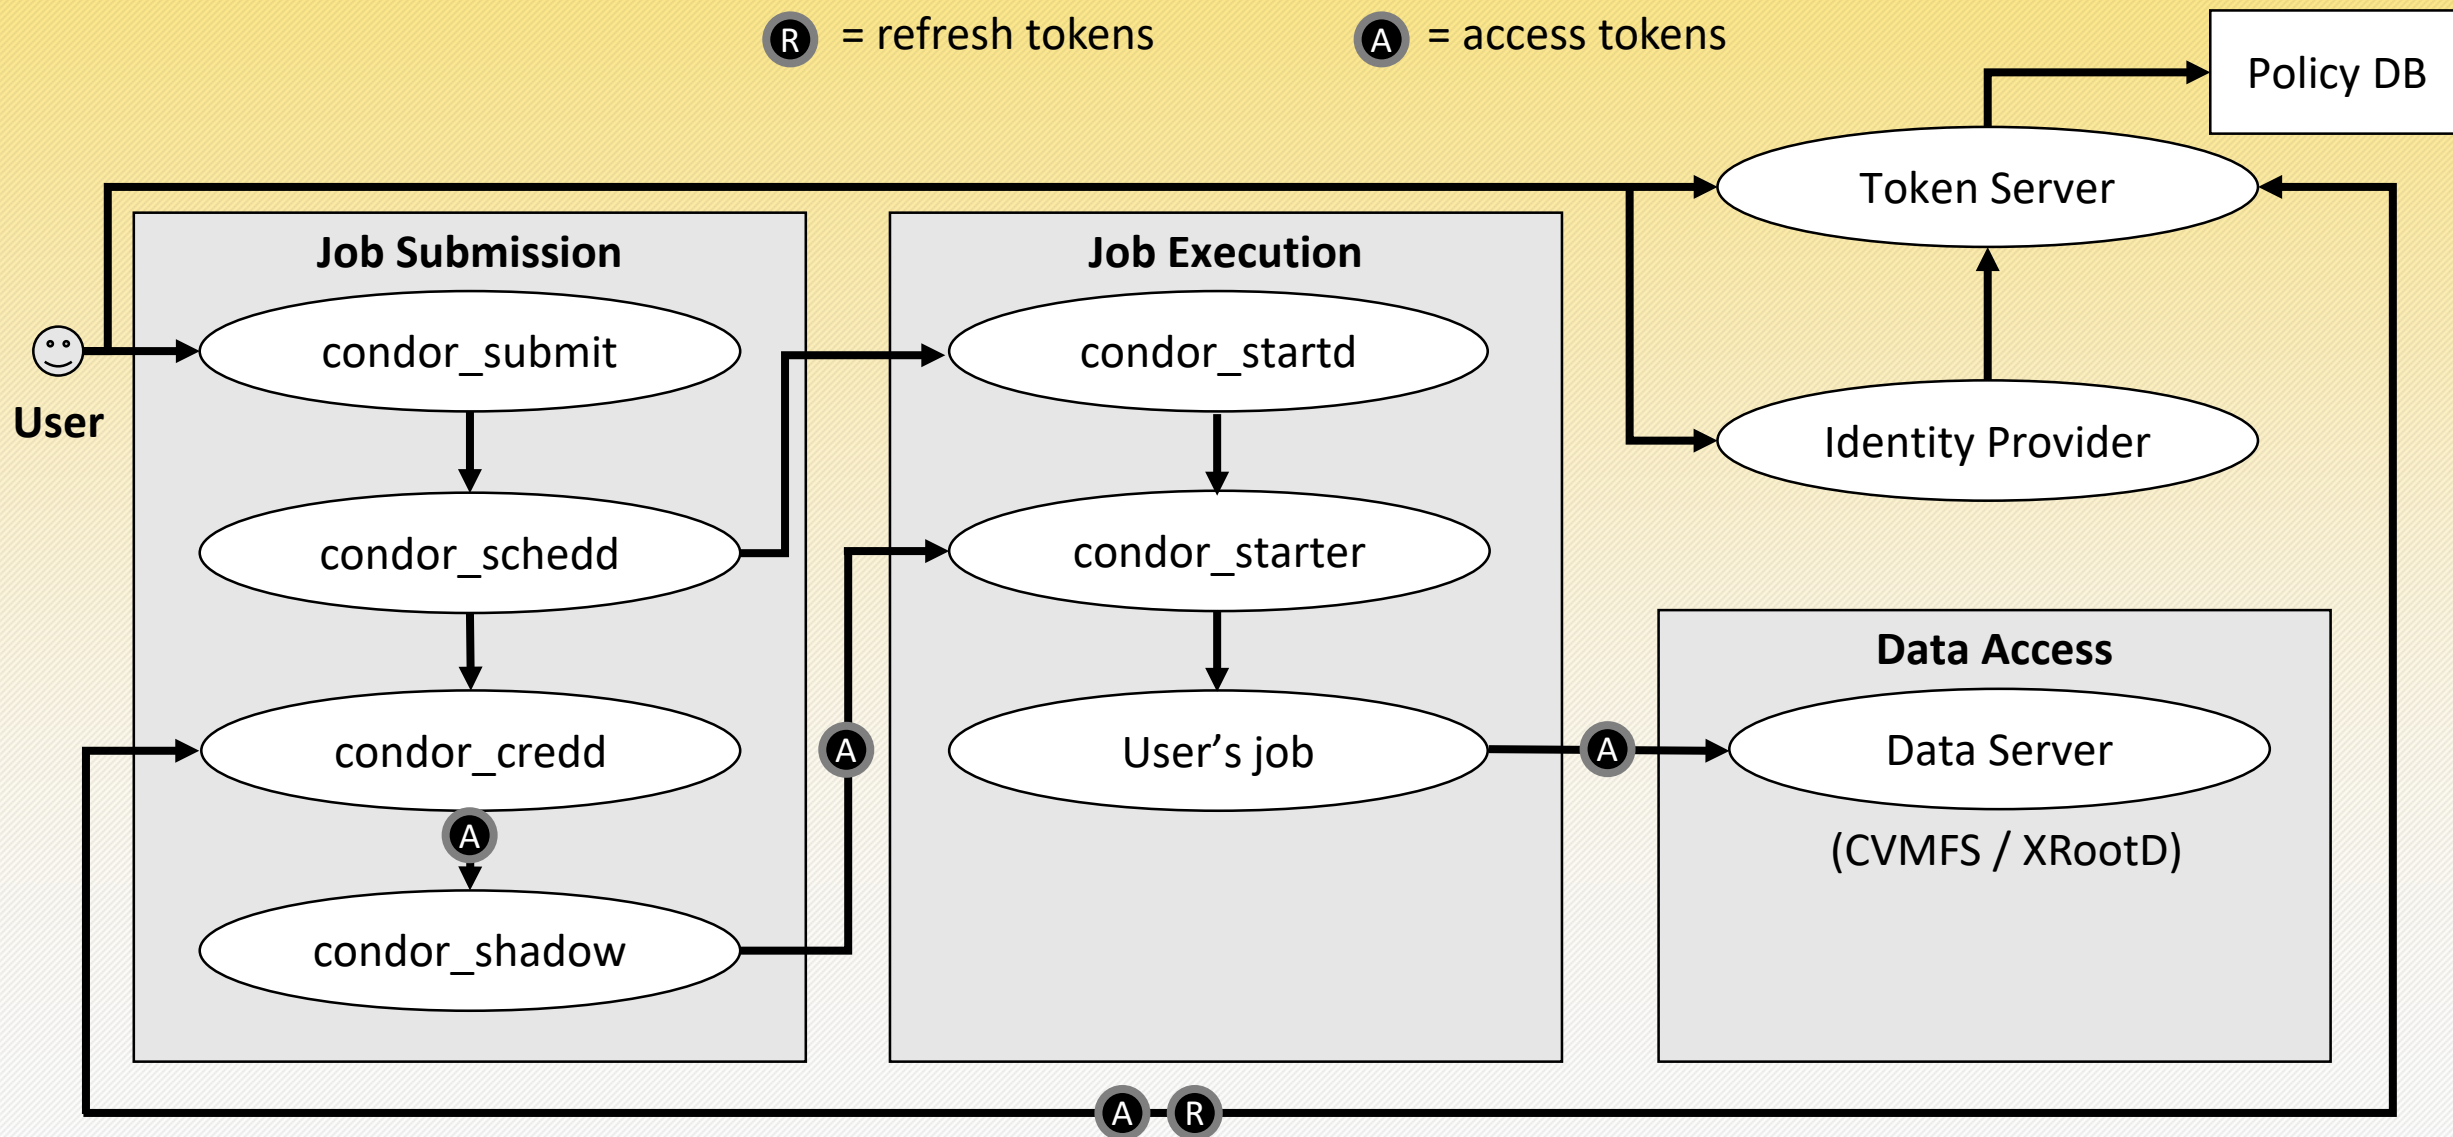 R = refresh tokens
A = access tokens
Policy DB
Token Server
Job Submission
Job Execution
condor_submit
condor_startd
User
Identity Provider
condor_schedd
condor_starter
Data Access
condor_credd
A
User's job
A
Data Server
A
(CVMFS / XRootD)
condor_shadow
A R